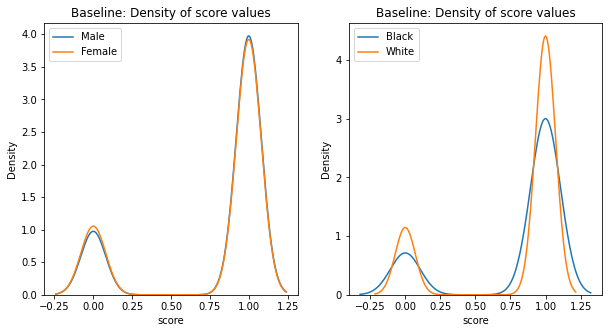 Baseline: Density of score values
Male
Female
Density
4.0
3.5
3.0
2.5
2.0
1.5
1.0
0.5
0.0
−0.25 0.00 0.25 0.50 0.75 1.00 1.25
score
Baseline: Density of score values
Black
White
Density
4
3
2
1
0
−0.25 0.00 0.25 0.50 0.75 1.00 1.25
score